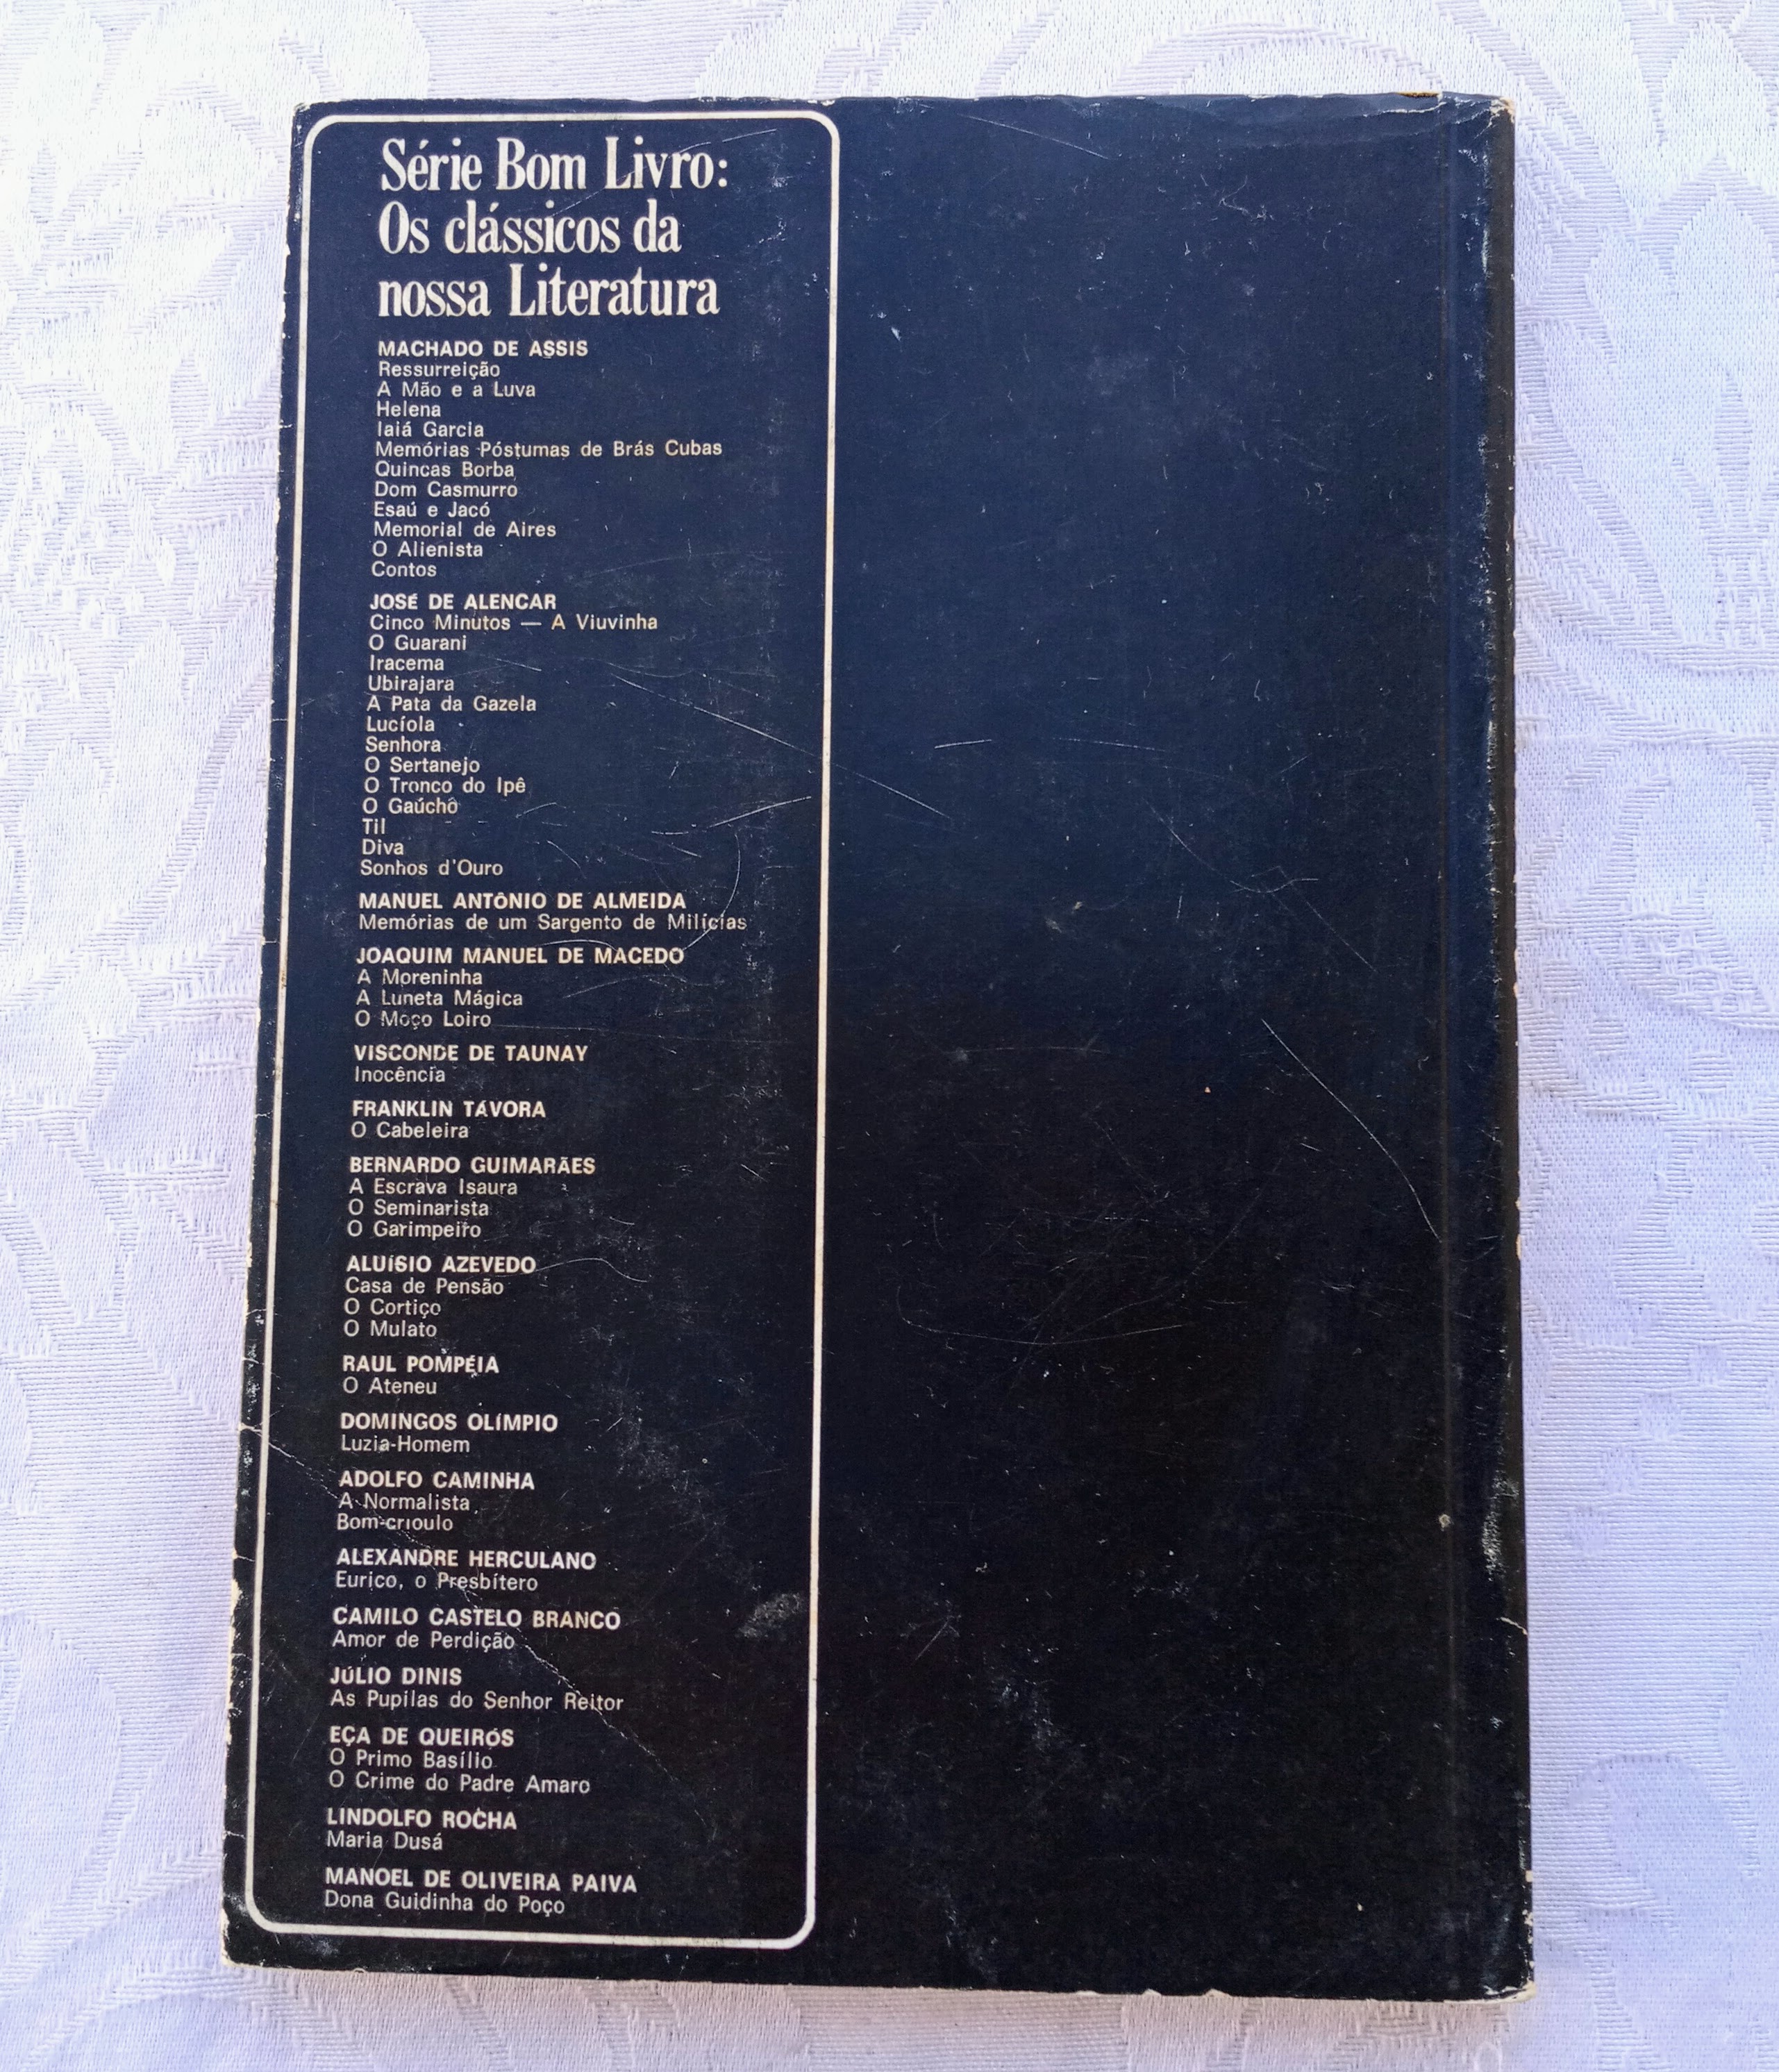 Série Bom Livro:
Os clássicos da
nossa Literatura
MACHADO DE ASSIS
Ressurreição
A Mão e a Luva
Helena
Iaiá Garcia
Memórias Póstumas de Brás Cubas
Quincas Borba
Dom Casmurro
Esaú e Jacó
Memorial de Aires
O Alienista
Contos
JOSÉ DE ALENCAR
Cinco Minutos — A Viuvinha
O Guarani
Iracema
Ubirajara
A Pata da Gazela
Lucíola
Senhora
O Sertanejo
O Tronco do Ipê
O Gaúcho
Til
Diva
Sonhos d'Ouro
MANUEL ANTÔNIO DE ALMEIDA
Memórias de um Sargento de Milícias
JOAQUIM MANUEL DE MACEDO
A Moreninha
A Luneta Mágica
O Moço Loiro
VISCONDE DE TAUNAY
Inocência
FRANKLIN TÁVORA
O Cabeleira
BERNARDO GUIMARÃES
A Escrava Isaura
O Seminarista
O Garimpeiro
ALUÍSIO AZEVEDO
Casa de Pensão
O Cortiço
O Mulato
RAUL POMPÉIA
O Ateneu
DOMINGOS OLÍMPIO
Luzia-Homem
ADOLFO CAMINHA
A Normalista
Bom-crioulo
ALEXANDRE HERCULANO
Eurico, o Presbítero
CAMILO CASTELO BRANCO
Amor de Perdição
JÚLIO DINIS
As Pupilas do Senhor Reitor
EÇA DE QUEIRÓS
O Primo Basílio
O Crime do Padre Amaro
LINDOLFO ROCHA
Maria Dusá
MANOEL DE OLIVEIRA PAIVA
Dona Guidinha do Poço